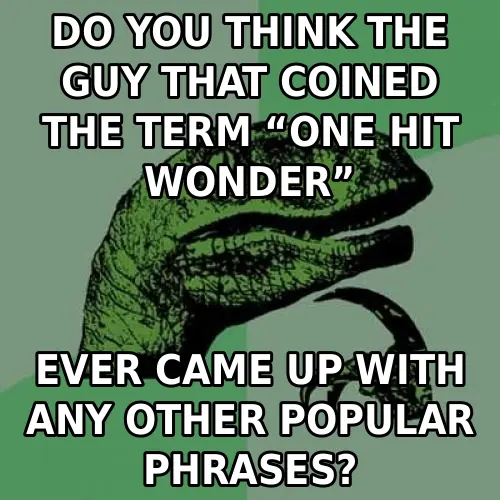 DO YOU THINK THE
GUY THAT COINED
THE TERM “ONE HIT
WONDER”
EVER CAME UP WITH
ANY OTHER POPULAR
PHRASES?